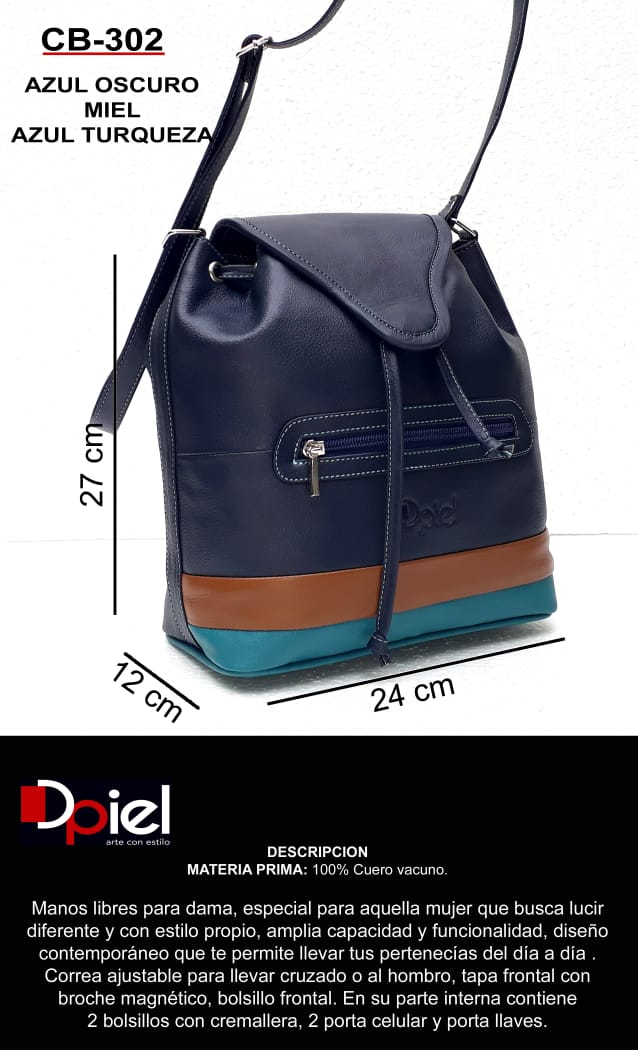 CB-302
AZUL OSCURO
MIEL
AZUL TURQUEZA
27 cm
Dpiel
12 cm
24 cm
Dpiel
arte con estilo
DESCRIPCION
MATERIA PRIMA: 100% Cuero vacuno.
Manos libres para dama, especial para aquella mujer que busca lucir
diferente y con estilo propio, amplia capacidad y funcionalidad, diseño
contemporáneo que te permite llevar tus pertenecías del día a día .
Correa ajustable para llevar cruzado o al hombro, tapa frontal con
broche magnético, bolsillo frontal. En su parte interna contiene
2 bolsillos con cremallera, 2 porta celular y porta llaves.